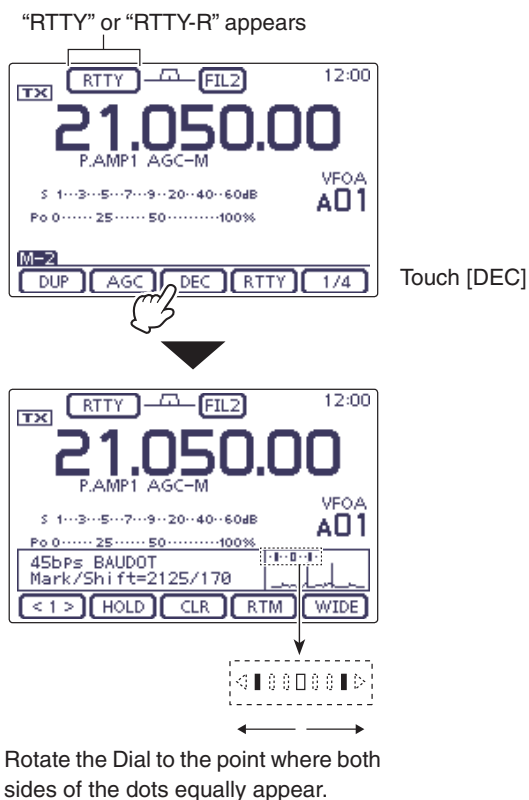 “RTTY” or “RTTY-R” appears
RTTY FIL2 12:00
TX
21.050.00
P.AMP1 AGC-M
VFOA
S 1···3···5···7···9··20··40··60dB
A01
Po 0······25······50·········100%
M-2
DUP AGC DEC RTTY 1/4
Touch [DEC]
RTTY FIL2 12:00
TX
21.050.00
P.AMP1 AGC-M
VFOA
S 1···3···5···7···9··20··40··60dB
A01
Po 0······25······50·········100%
45bps BAUDOT
Mark/Shift=2125/170
< 1 > HOLD CLR RTM WIDE
Rotate the Dial to the point where both
sides of the dots equally appear.